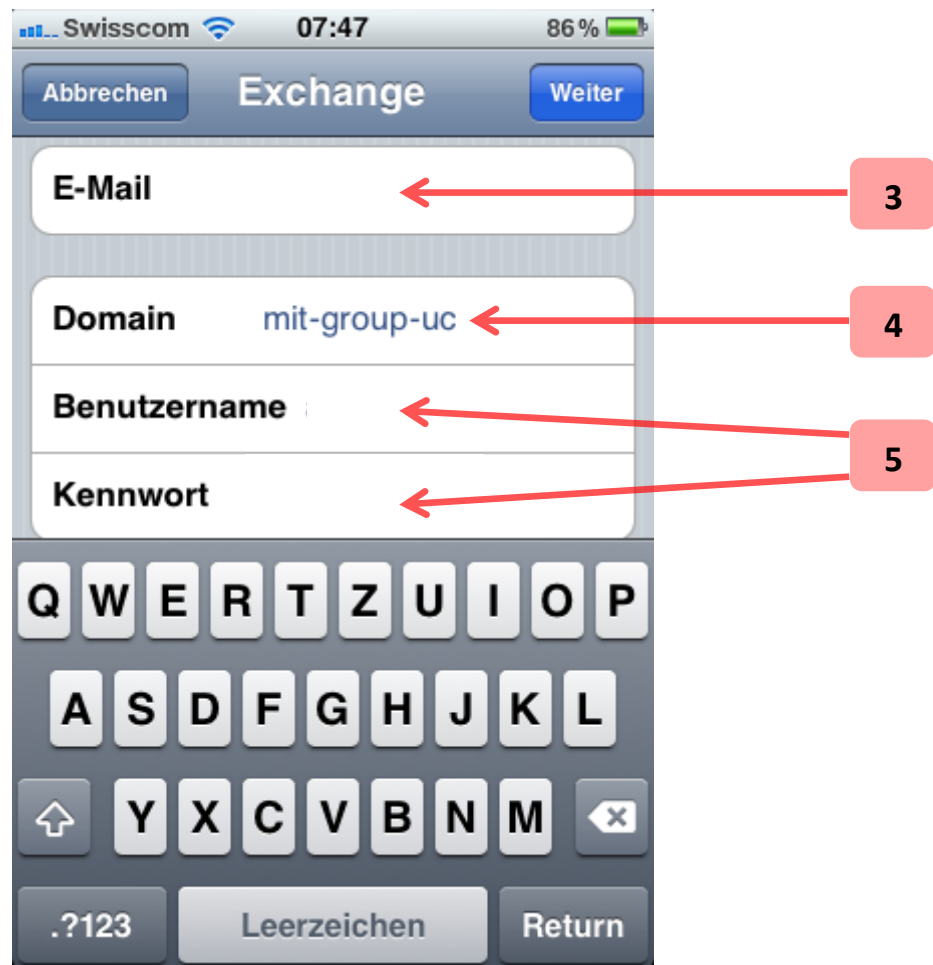 Swisscom 07:47 86 %
Abbrechen Exchange Weiter
E-Mail
3
Domain mit-group-uc
4
Benutzername
5
Kennwort
Q W E R T Z U I O P
A S D F G H J K L
Y X C V B N M
.?123 Leerzeichen Return